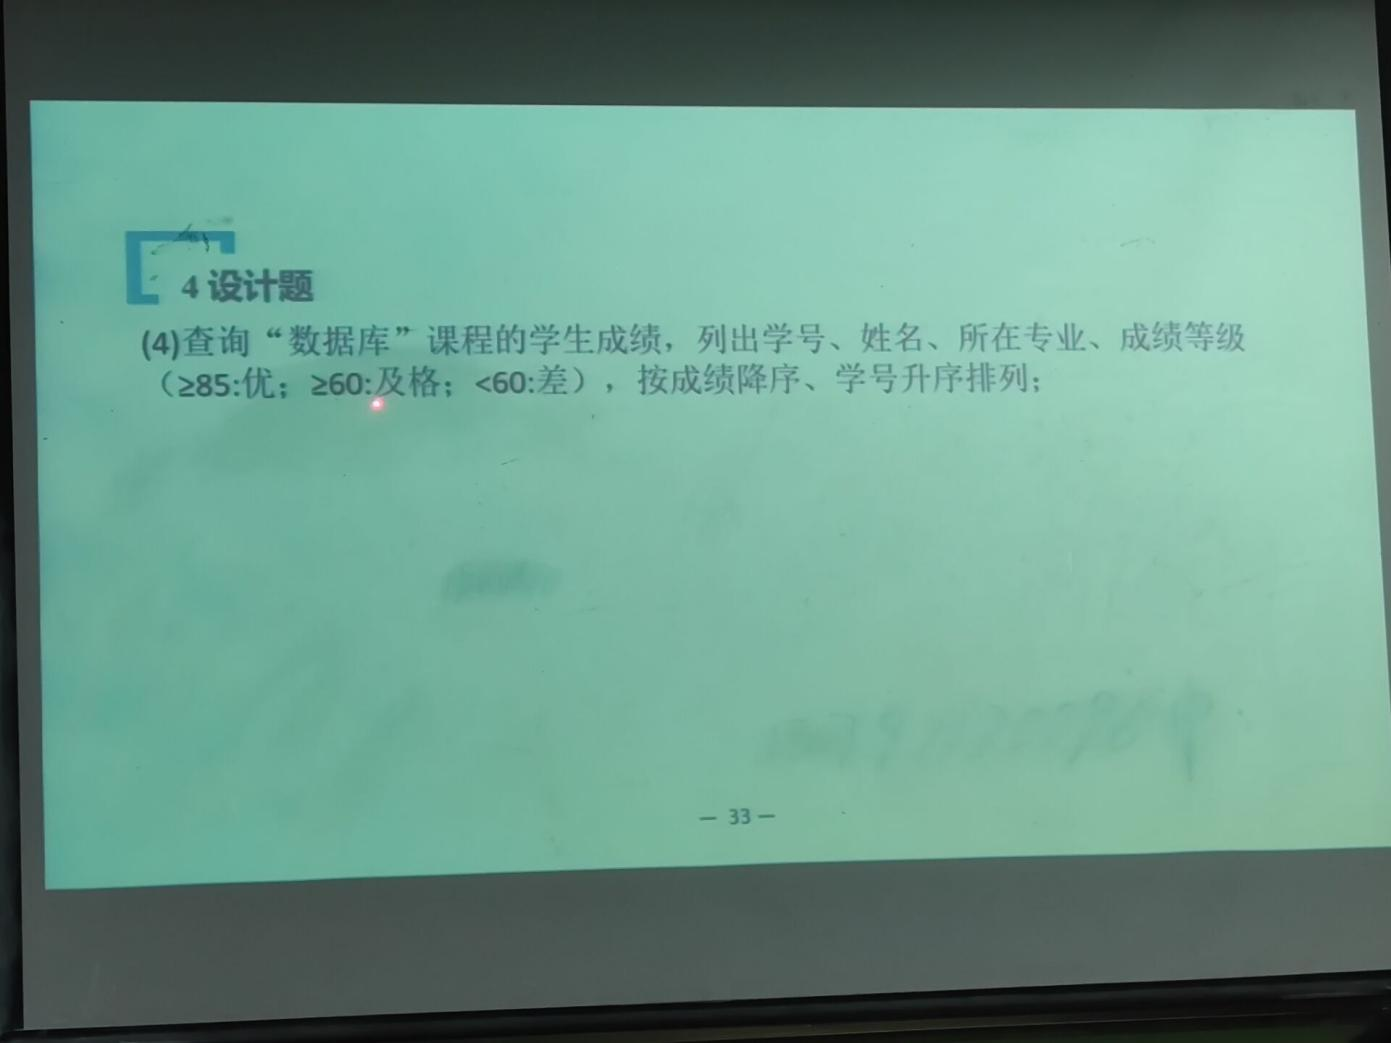 4 设计题
(4)查询“数据库”课程的学生成绩，列出学号、姓名、所在专业、成绩等级
（≥85:优；≥60:及格；<60:差），按成绩降序、学号升序排列；
— 33 —